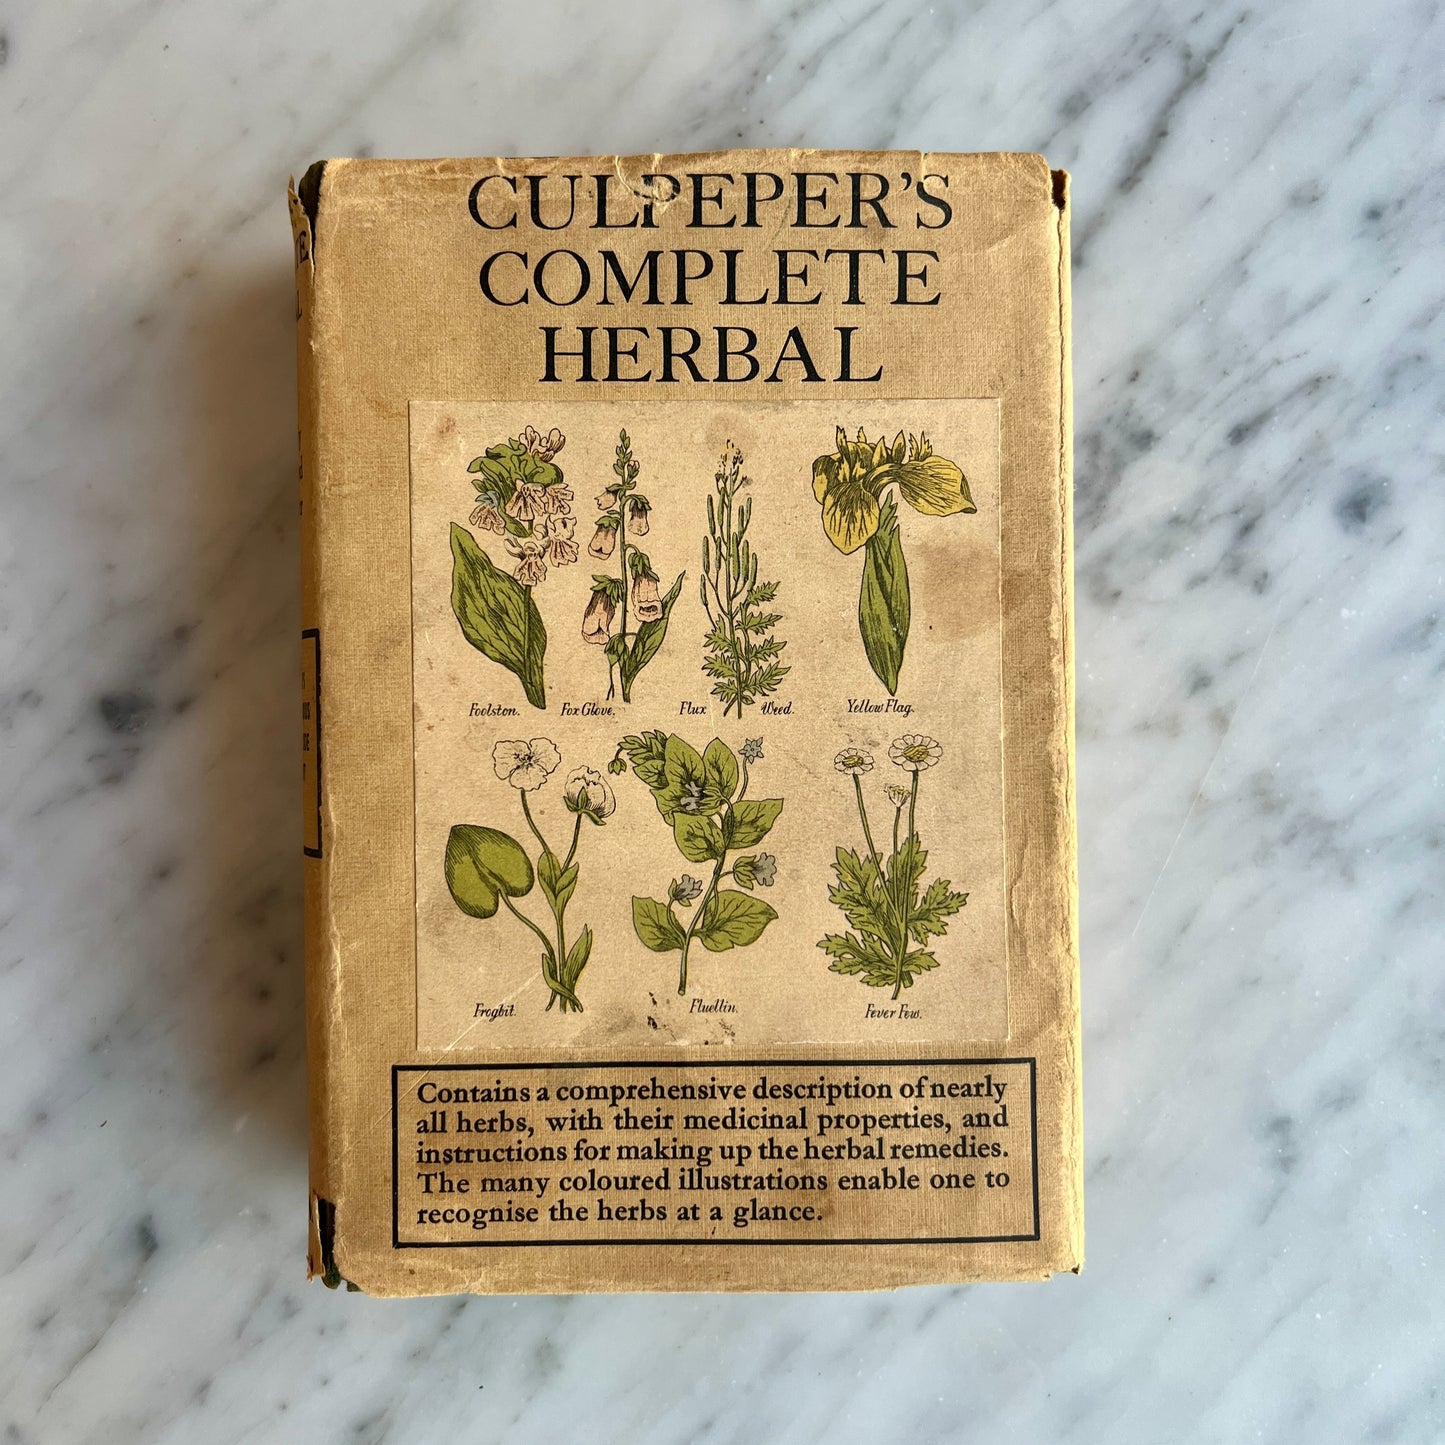 CULPEPER'S
COMPLETE
HERBAL
Foolston. Fox Glove. Flux Weed. Yellow Flag.
Frogbit. Fluellin. Fever Few.
Contains a comprehensive description of nearly
all herbs, with their medicinal properties, and
instructions for making up the herbal remedies.
The many coloured illustrations enable one to
recognise the herbs at a glance.